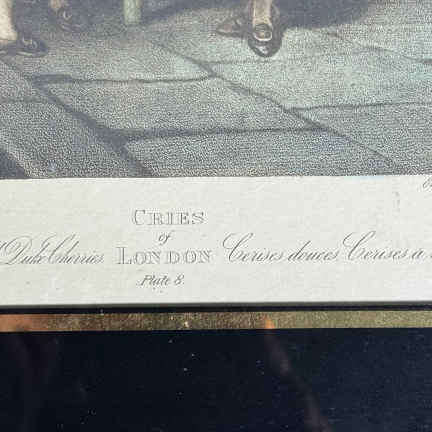 CRIES
of
Duke Cherries LONDON Cerises douces Cerises à
Plate 8.